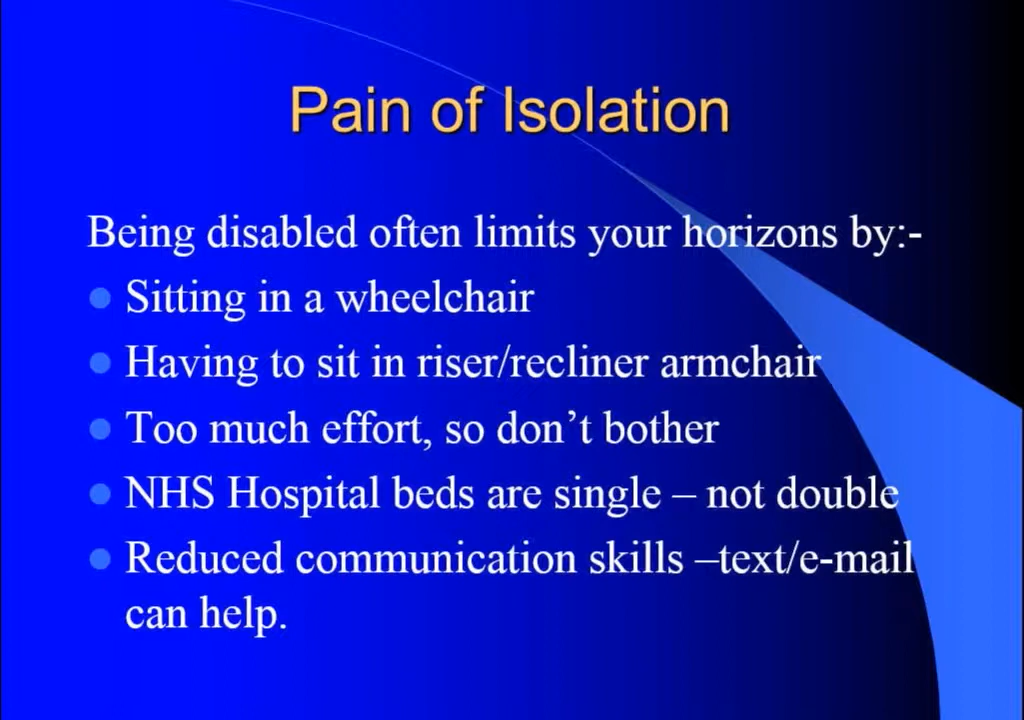 Pain of Isolation
Being disabled often limits your horizons by:-
Sitting in a wheelchair
Having to sit in riser/recliner armchair
Too much effort, so don’t bother
NHS Hospital beds are single – not double
Reduced communication skills –text/e-mail
can help.